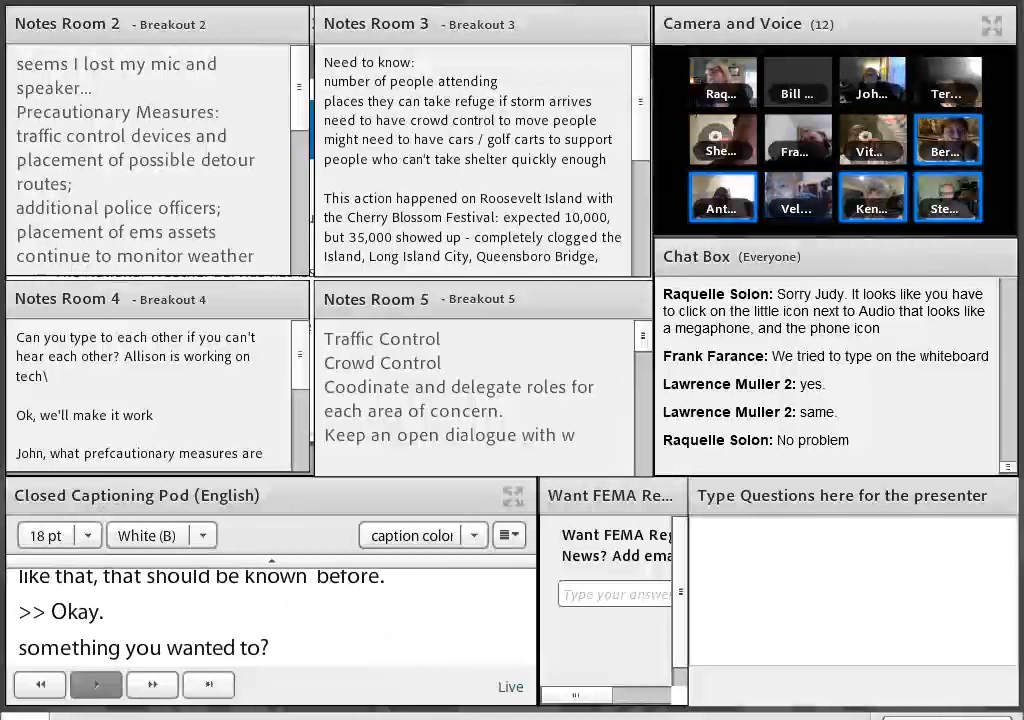 Notes Room 2 - Breakout 2
seems I lost my mic and
speaker...
Precautionary Measures:
traffic control devices and
placement of possible detour
routes;
additional police officers;
placement of ems assets
continue to monitor weather
Notes Room 3 - Breakout 3
Need to know:
number of people attending
places they can take refuge if storm arrives
need to have crowd control to move people
might need to have cars / golf carts to support
people who can't take shelter quickly enough
This action happened on Roosevelt Island with
the Cherry Blossom Festival: expected 10,000,
but 35,000 showed up - completely clogged the
Island, Long Island City, Queensboro Bridge,
Camera and Voice (12)
Raq... Bill ... Joh... Ter...
She... Fra... Vit... Ber...
Ant... Vel... Ken... Ste...
Chat Box (Everyone)
Raquelle Solon: Sorry Judy. It looks like you have
to click on the little icon next to Audio that looks like
a megaphone, and the phone icon
Frank Farance: We tried to type on the whiteboard
Lawrence Muller 2: yes.
Lawrence Muller 2: same.
Raquelle Solon: No problem
Notes Room 4 - Breakout 4
Can you type to each other if you can't
hear each other? Allison is working on
tech\
Ok, we'll make it work
John, what prefcautionary measures are
Notes Room 5 - Breakout 5
Traffic Control
Crowd Control
Coodinate and delegate roles for
each area of concern.
Keep an open dialogue with w
Closed Captioning Pod (English)
18 pt White (B) caption color
like that, that should be known before.
>> Okay.
something you wanted to?
Live
Want FEMA Re...
Want FEMA Reg
News? Add ema
Type your answer
Type Questions here for the presenter